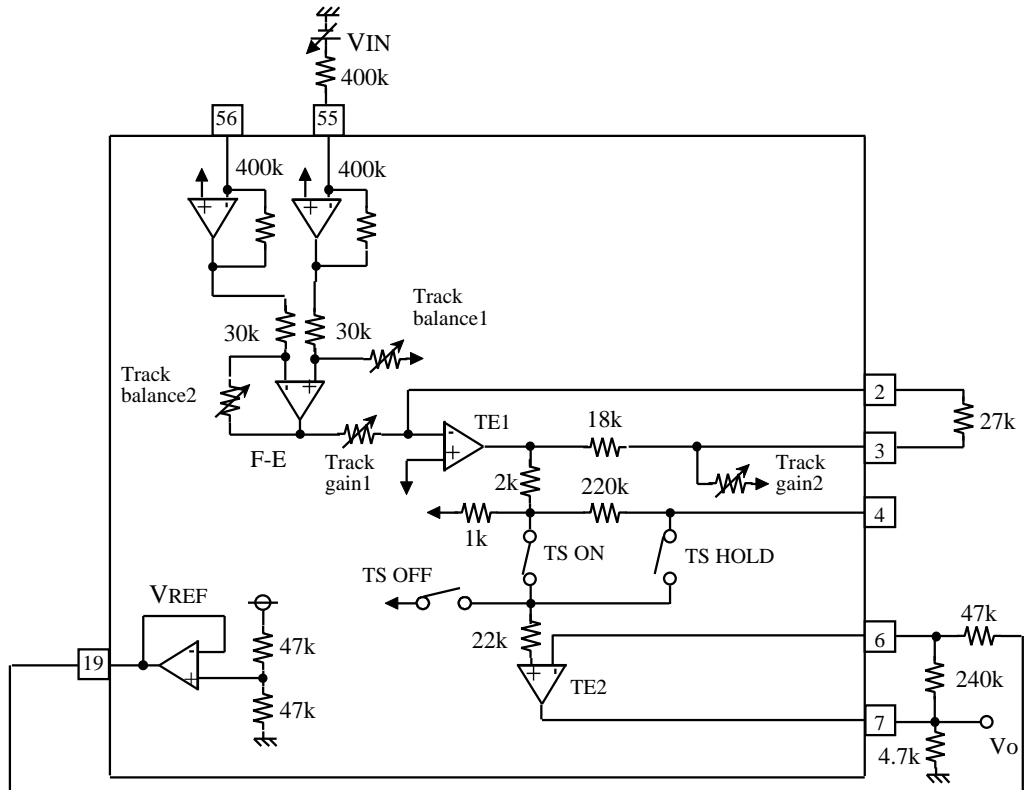 VIN
400k
56
55
400k
400k
Track
balance1
30k
30k
Track
balance2
2
TE1
18k
27k
F-E
Track
gain1
3
Track
gain2
2k
220k
4
1k
TS ON
TS HOLD
TS OFF
VREF
47k
22k
6
47k
19
TE2
240k
47k
7
Vo
4.7k